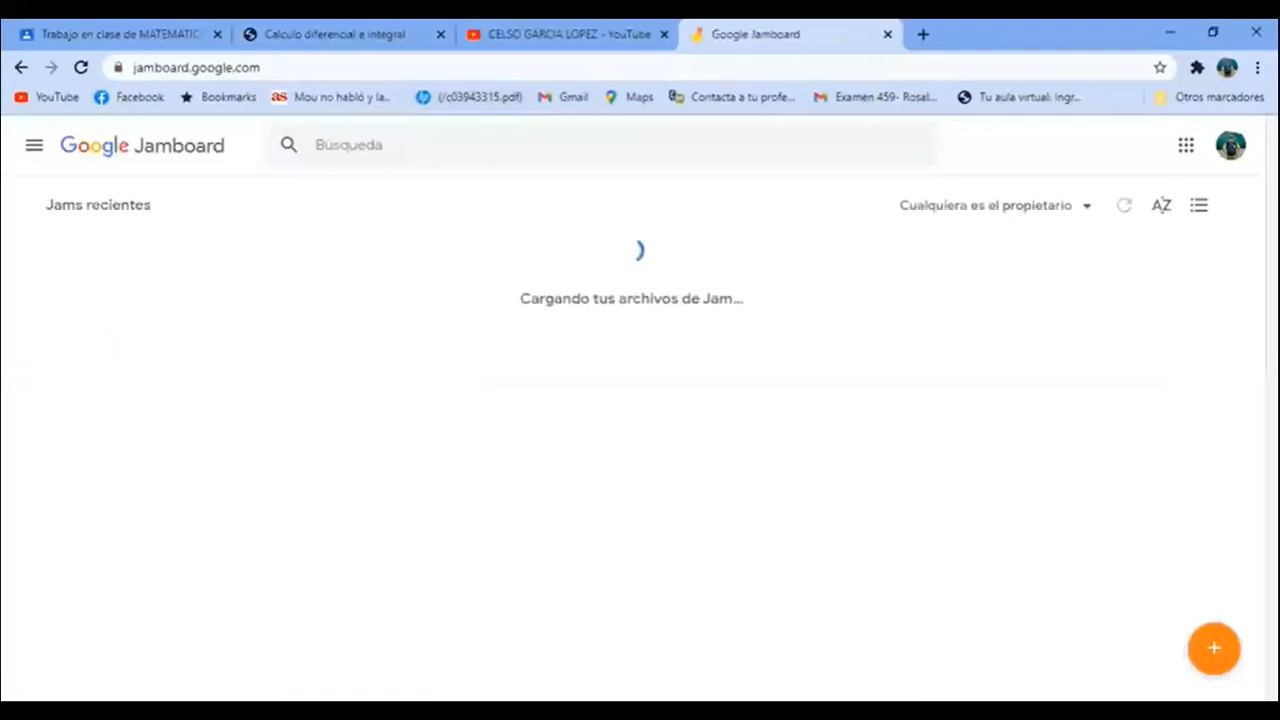 Trabajo en clase de MATEMATIC
Calculo diferencial e integral
CELSO GARCIA LOPEZ - YouTube
Google Jamboard
jamboard.google.com
YouTube
Facebook
Bookmarks
as Mou no habló y la...
hp (/c03943315.pdf)
Gmail
Maps
Contacta a tu profe...
Examen 459- Rosal...
Tu aula virtual: ingr...
Otros marcadores
Google Jamboard
Búsqueda
Jams recientes
Cualquiera es el propietario
AZ
Cargando tus archivos de Jam...